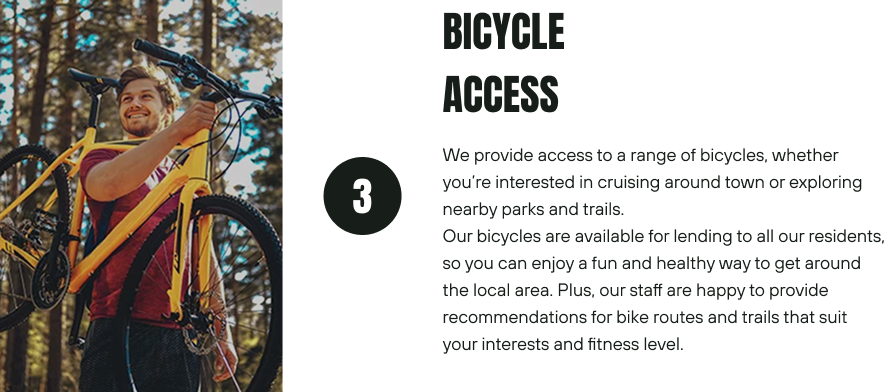 BICYCLE
ACCESS
3
We provide access to a range of bicycles, whether
you're interested in cruising around town or exploring
nearby parks and trails.
Our bicycles are available for lending to all our residents,
so you can enjoy a fun and healthy way to get around
the local area. Plus, our staff are happy to provide
recommendations for bike routes and trails that suit
your interests and fitness level.